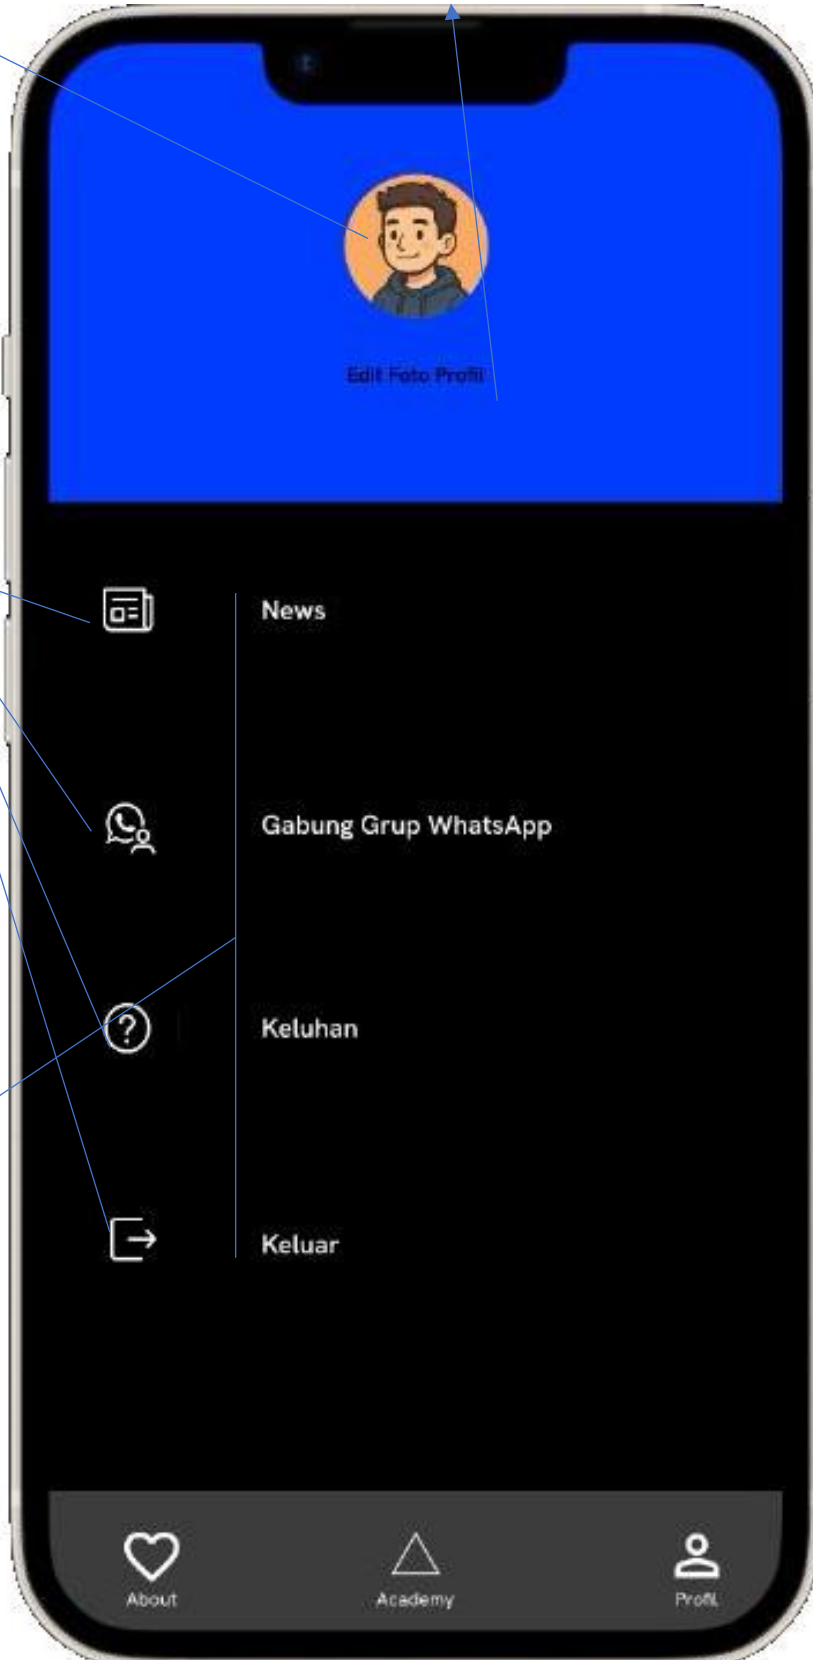 Edit Foto Profil
News
Gabung Grup WhatsApp
Keluhan
Keluar
About
Academy
Profil